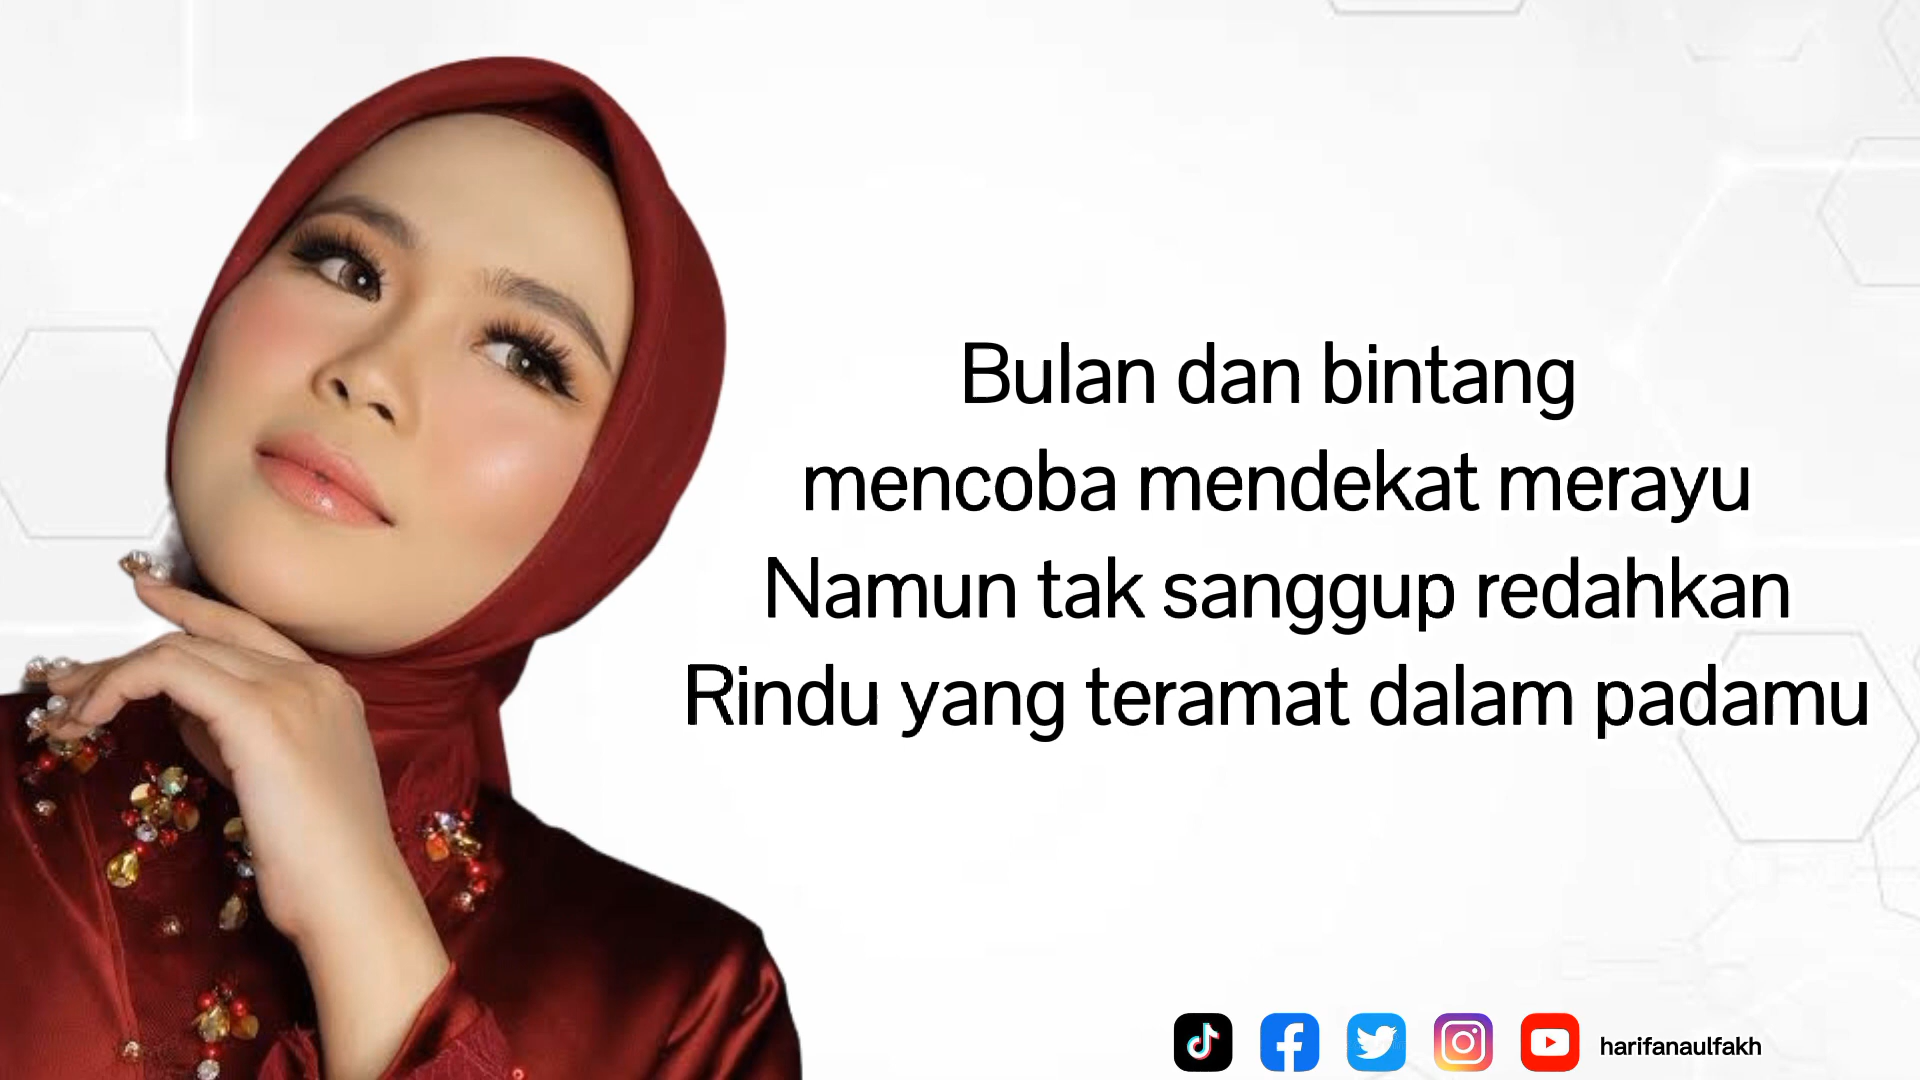 Bulan dan bintang
mencoba mendekat merayu
Namun tak sanggup redahkan
Rindu yang teramat dalam padamu
harifanaulfakh